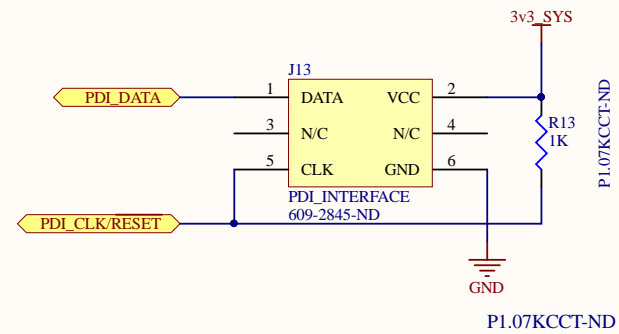 3v3_SYS
J13
PDI_DATA
1
DATA
VCC
2
3
N/C
N/C
4
5
CLK
GND
6
R13
1K
P1.07KCCT-ND
PDI_INTERFACE
609-2845-ND
PDI_CLK/RESET
GND
P1.07KCCT-ND